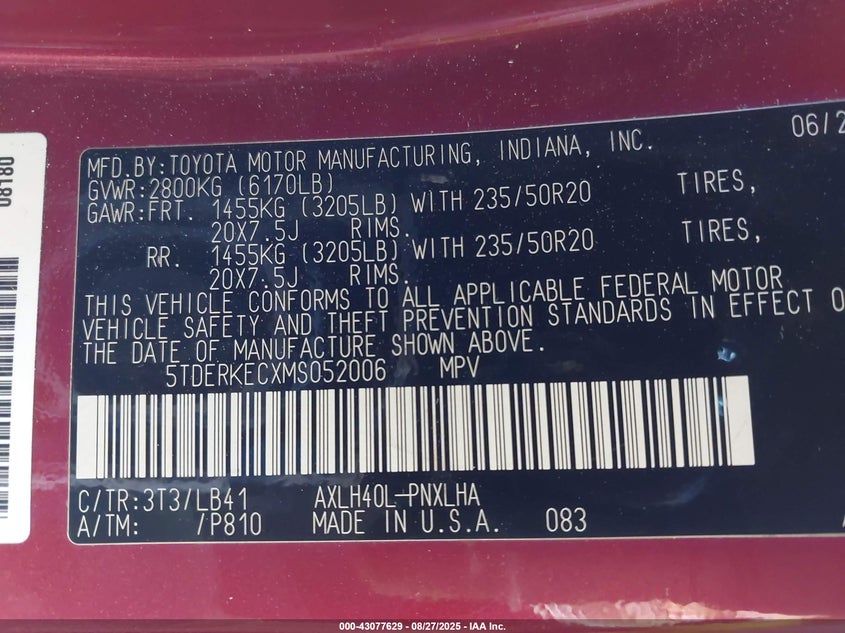 08180
06/2
MFD.BY:TOYOTA MOTOR MANUFACTURING, INDIANA, INC.
GVWR:2800KG (6170LB)
GAWR:FRT. 1455KG (3205LB) WITH 235/50R20 TIRES,
20X7.5J RIMS.
RR. 1455KG (3205LB) WITH 235/50R20 TIRES,
20X7.5J RIMS.
THIS VEHICLE CONFORMS TO ALL APPLICABLE FEDERAL MOTOR
VEHICLE SAFETY AND THEFT PREVENTION STANDARDS IN EFFECT O
THE DATE OF MANUFACTURE SHOWN ABOVE.
5TDERKECXMS052006 MPV
C/TR:3T3/LB41 AXLH40L-PNXLHA
A/TM: /P810 MADE IN U.S.A. 083
000-43077629 - 08/27/2025 - IAA Inc.